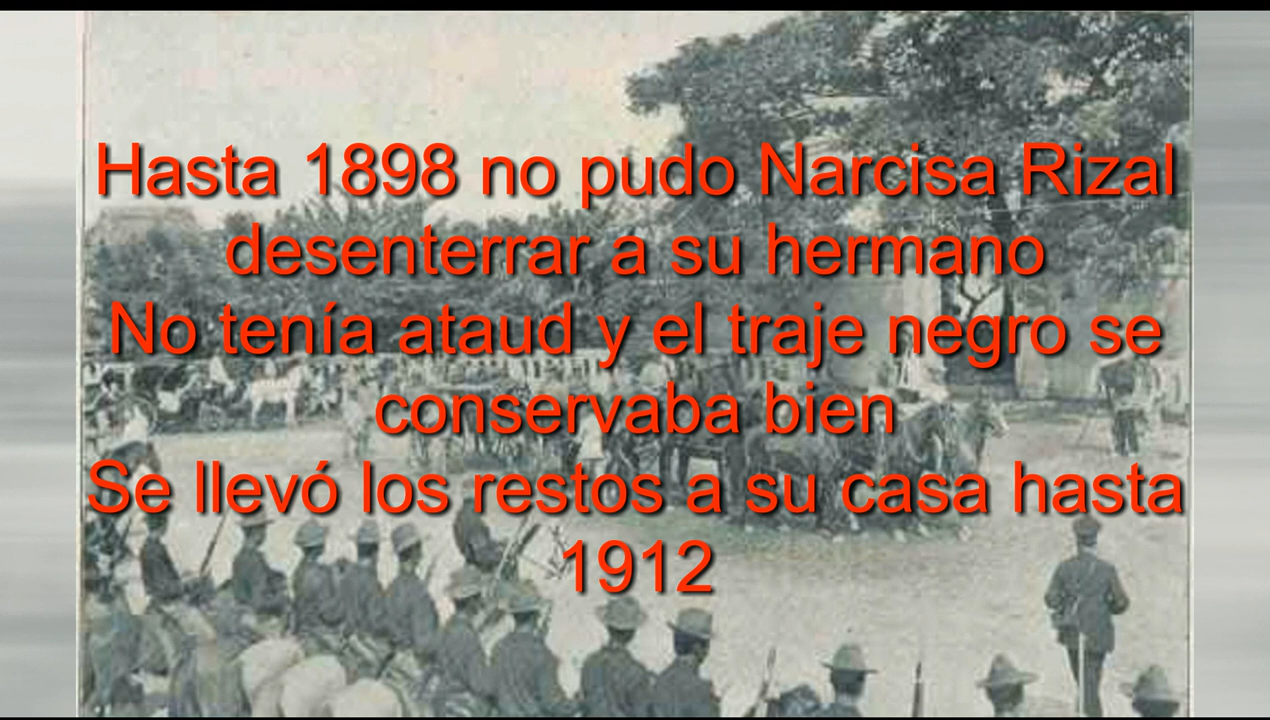 Hasta 1898 no pudo Narcisa Rizal
desenterrar a su hermano
No tenía ataud y el traje negro se
conservaba bien
Se llevó los restos a su casa hasta
1912